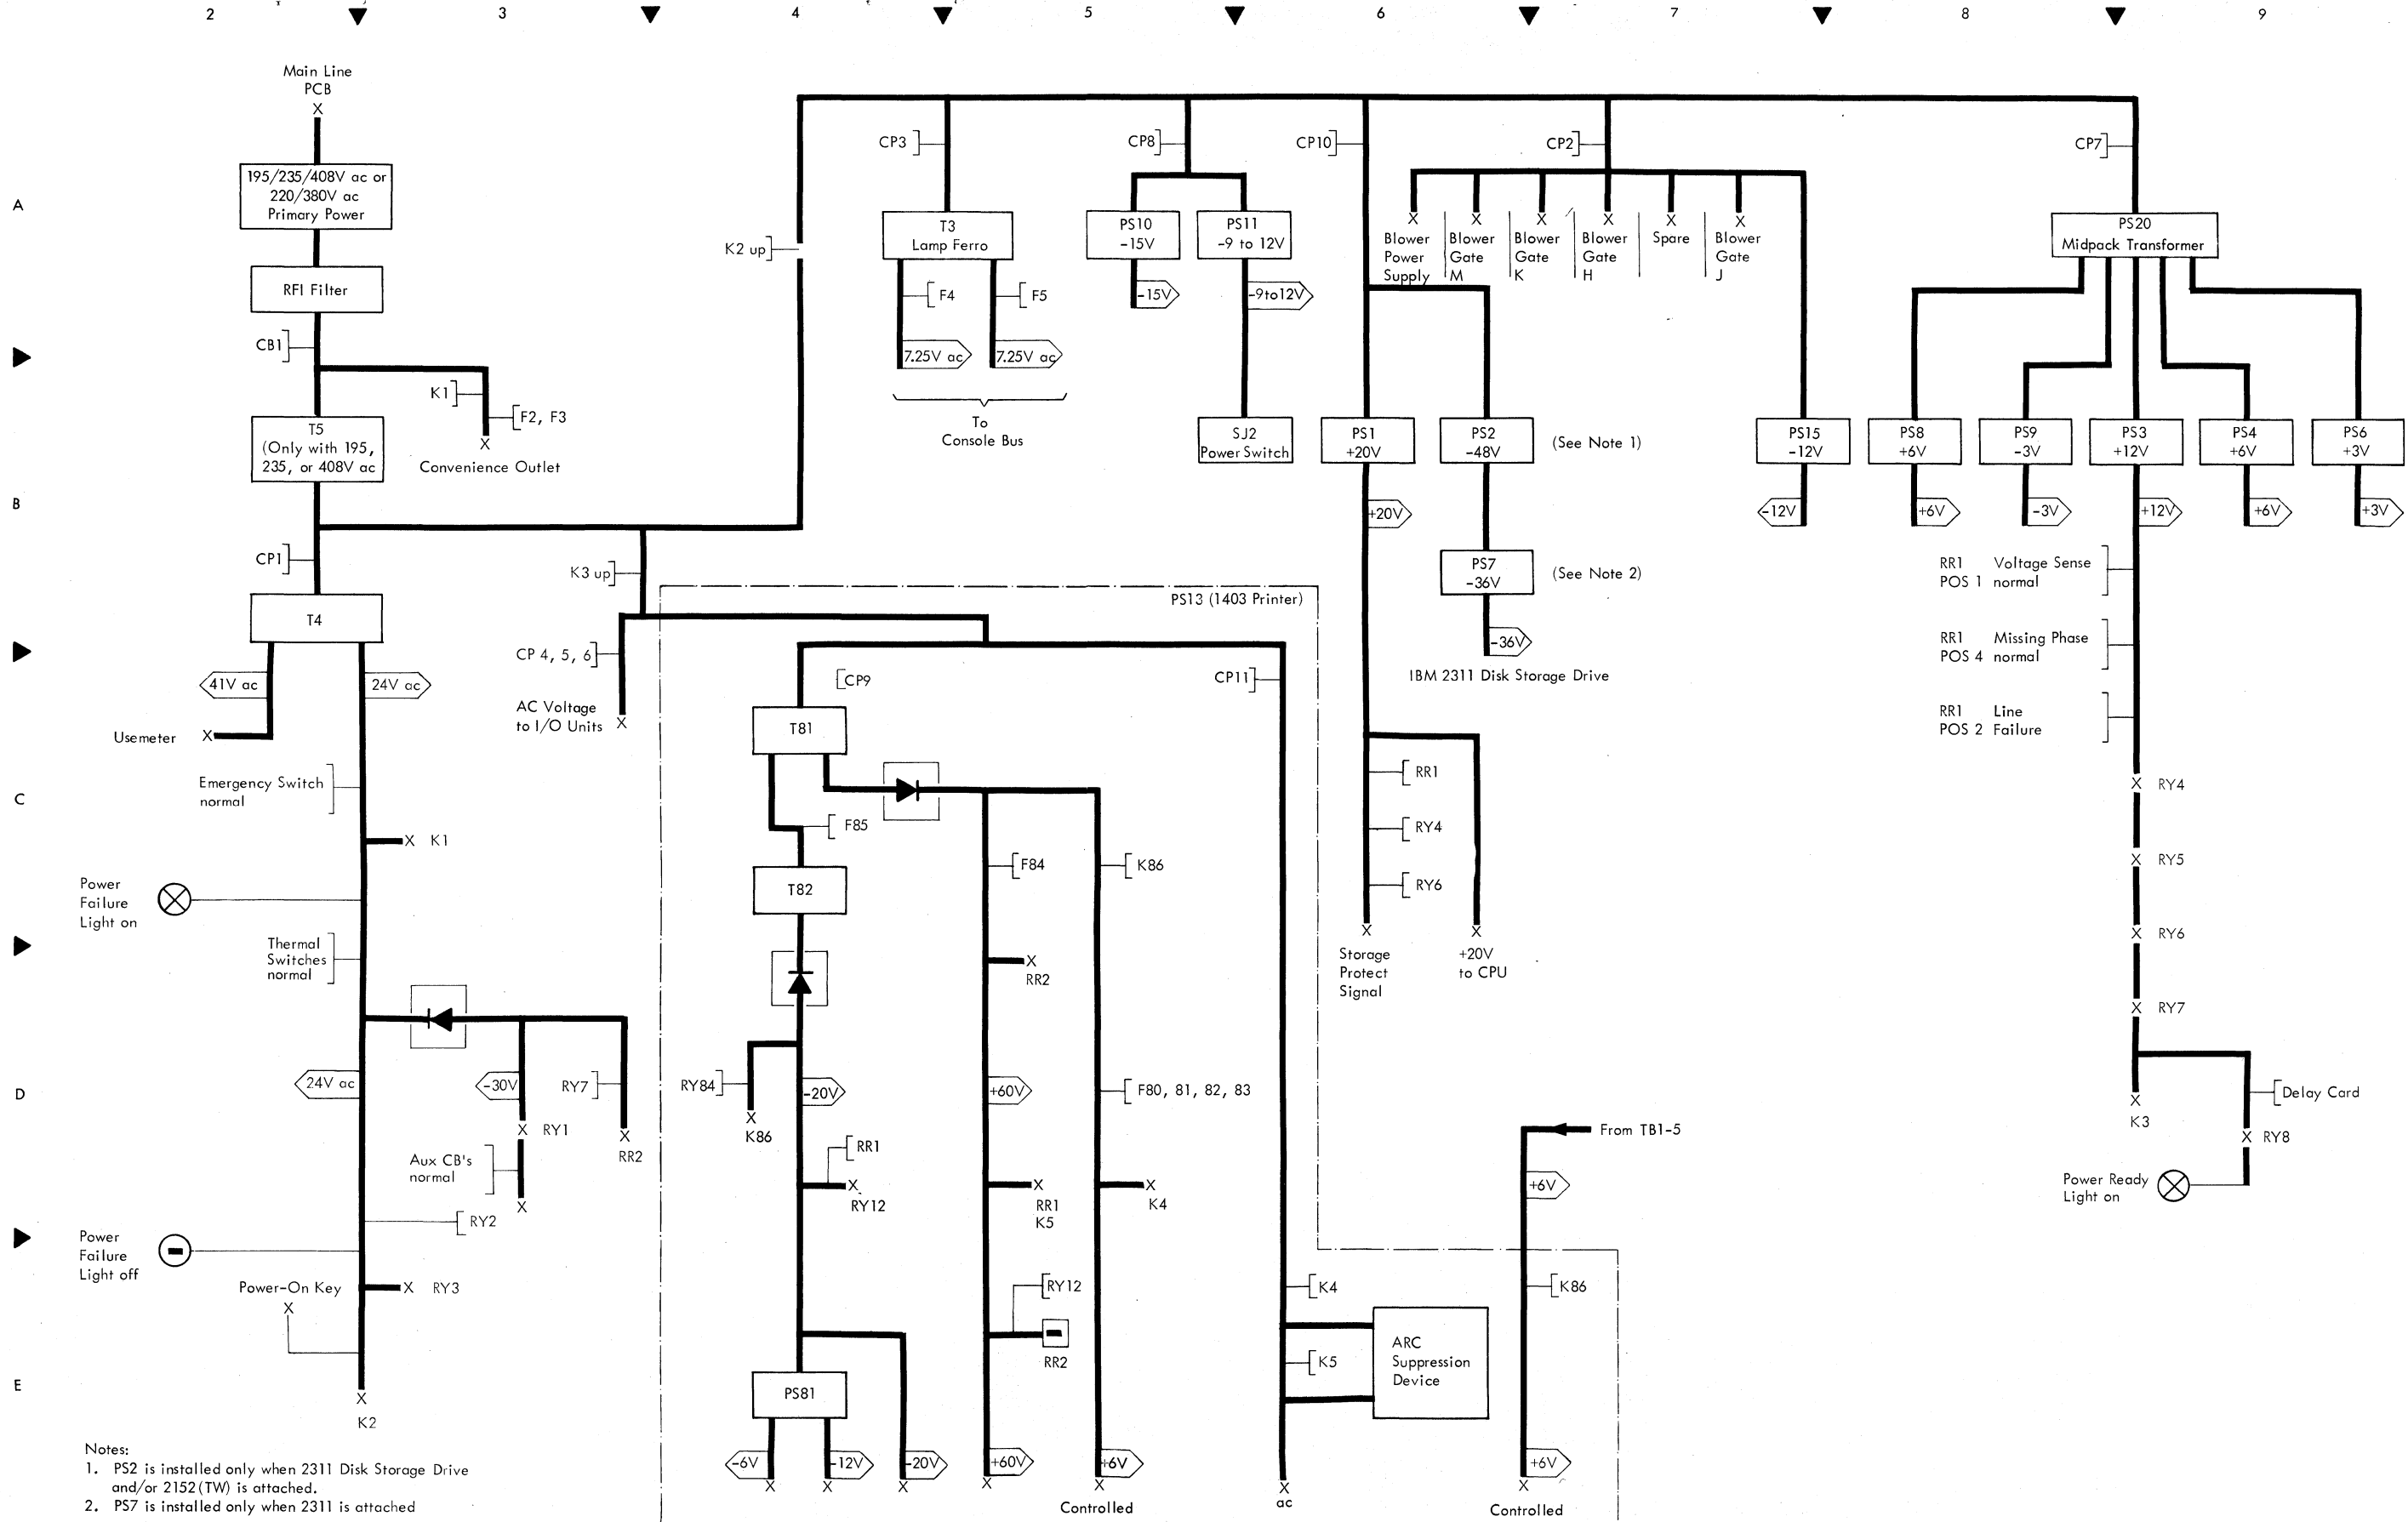 2 3 4 5 6 7 8 9
Main Line
PCB
X
195/235/408V ac or
220/380V ac
Primary Power
A
RFI Filter
CB1
K1
F2, F3
X
Convenience Outlet
T5
(Only with 195,
235, or 408V ac
B
CP1
T4
41V ac
24V ac
Usemeter X
Emergency Switch
normal
C
X K1
Power
Failure
Light on
Thermal
Switches
normal
24V ac
-30V
RY7
X RY1
X
RR2
D
Aux CB's
normal
X
RY2
Power
Failure
Light off
Power-On Key
X
X RY3
E
X
K2
Notes:
1. PS2 is installed only when 2311 Disk Storage Drive
and/or 2152(TW) is attached.
2. PS7 is installed only when 2311 is attached
K2 up
K3 up
CP 4, 5, 6
AC Voltage
to I/O Units X
CP3
T3
Lamp Ferro
F4
F5
7.25V ac
7.25V ac
To
Console Bus
CP8
PS10
-15V
-15V
PS11
-9 to 12V
-9to12V
SJ2
Power Switch
CP10
PS1
+20V
+20V
PS2
-48V
(See Note 1)
PS7
-36V
(See Note 2)
-36V
IBM 2311 Disk Storage Drive
RR1
RY4
RY6
X
Storage
Protect
Signal
X
+20V
to CPU
CP2
X X X X X X
Blower
Power
Supply
Blower
Gate
M
Blower
Gate
K
Blower
Gate
H
Spare
Blower
Gate
J
PS15
-12V
-12V
CP7
PS20
Midpack Transformer
PS8
+6V
+6V
PS9
-3V
-3V
PS3
+12V
+12V
PS4
+6V
+6V
PS6
+3V
+3V
RR1 Voltage Sense
POS 1 normal
RR1 Missing Phase
POS 4 normal
RR1 Line
POS 2 Failure
X RY4
X RY5
X RY6
X RY7
X
K3
Delay Card
X RY8
Power Ready
Light on
PS13 (1403 Printer)
CP9
CP11
T81
F85
T82
F84
K86
X
RR2
RY84
X
K86
-20V
RR1
X
RY12
+60V
X
RR1
K5
F80, 81, 82, 83
X
K4
RY12
RR2
PS81
-6V
-12V
-20V
+60V
+6V
X X X X X
Controlled
K4
K5
ARC
Suppression
Device
X
ac
From TB1-5
+6V
K86
+6V
X
Controlled